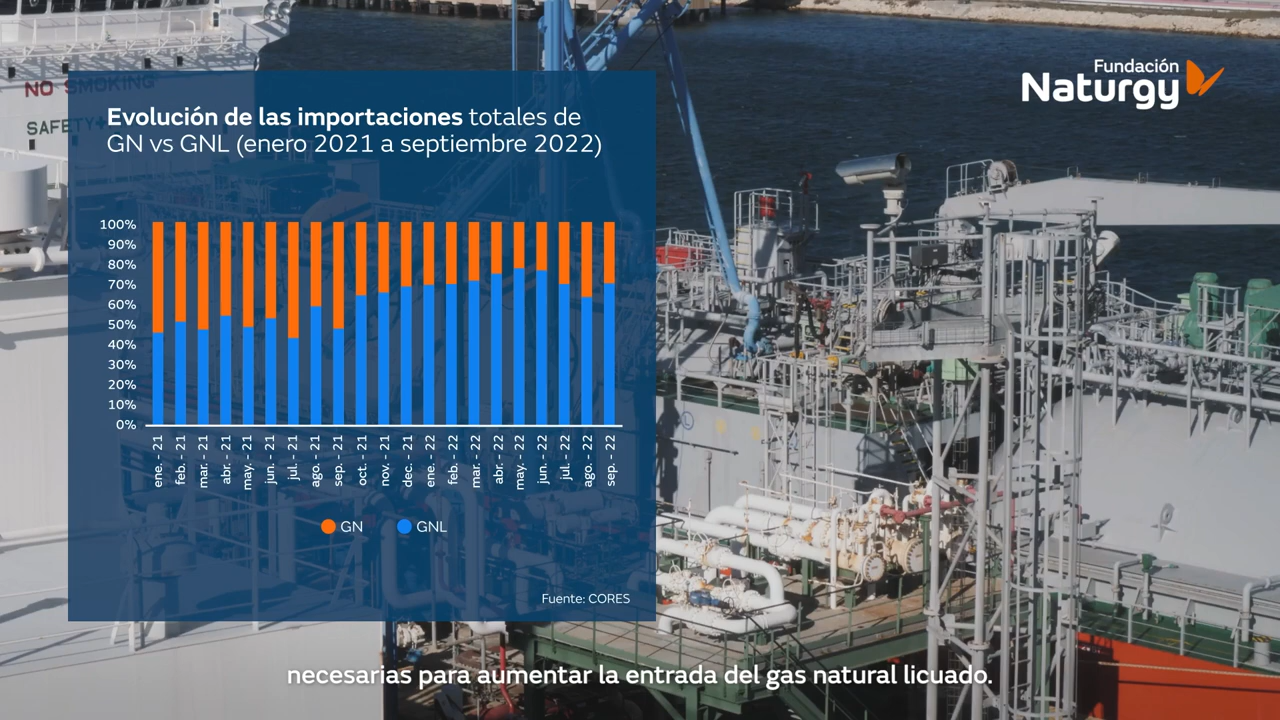 NO SMOKING
SAFETY
Fundación
Naturgy
Evolución de las importaciones totales de
GN vs GNL (enero 2021 a septiembre 2022)
100%
90%
80%
70%
60%
50%
40%
30%
20%
10%
0%
ene. - 21
feb. - 21
mar. - 21
abr. - 21
may. - 21
jun. - 21
jul. - 21
ago. - 21
sep. - 21
oct. - 21
nov. - 21
dec. - 21
ene. - 22
feb. - 22
mar. - 22
abr. - 22
may. - 22
jun. - 22
jul. - 22
ago. - 22
sep. - 22
GN
GNL
Fuente: CORES
necesarias para aumentar la entrada del gas natural licuado.